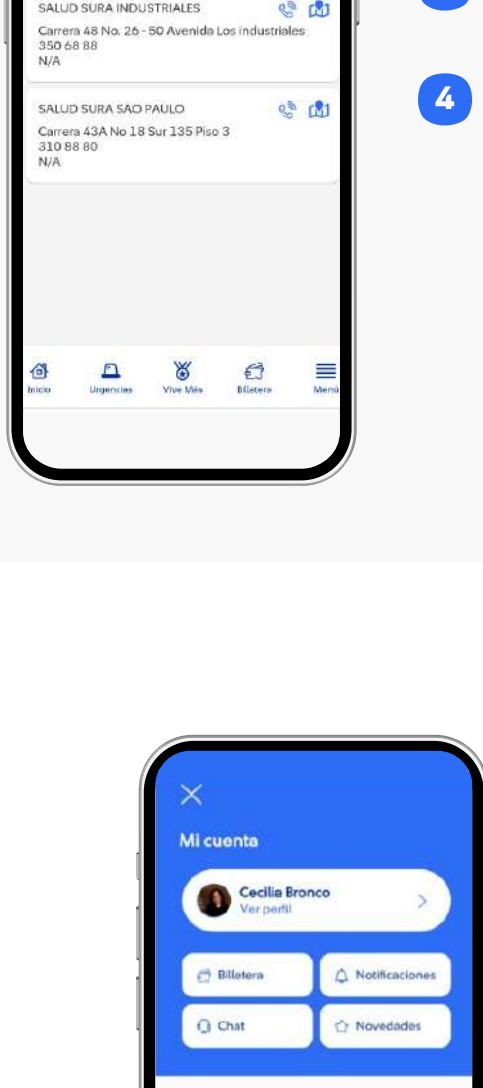 SALUD SURA INDUSTRIALES
Carrera 48 No. 26 - 50 Avenida Los industriales
350 68 88
N/A
4
SALUD SURA SAO PAULO
Carrera 43A No 18 Sur 135 Piso 3
310 88 80
N/A
Inicio Urgencias Vive Más Billetera Menú
Mi cuenta
Cecilia Bronco
Ver perfil
Billetera Notificaciones
Chat Novedades